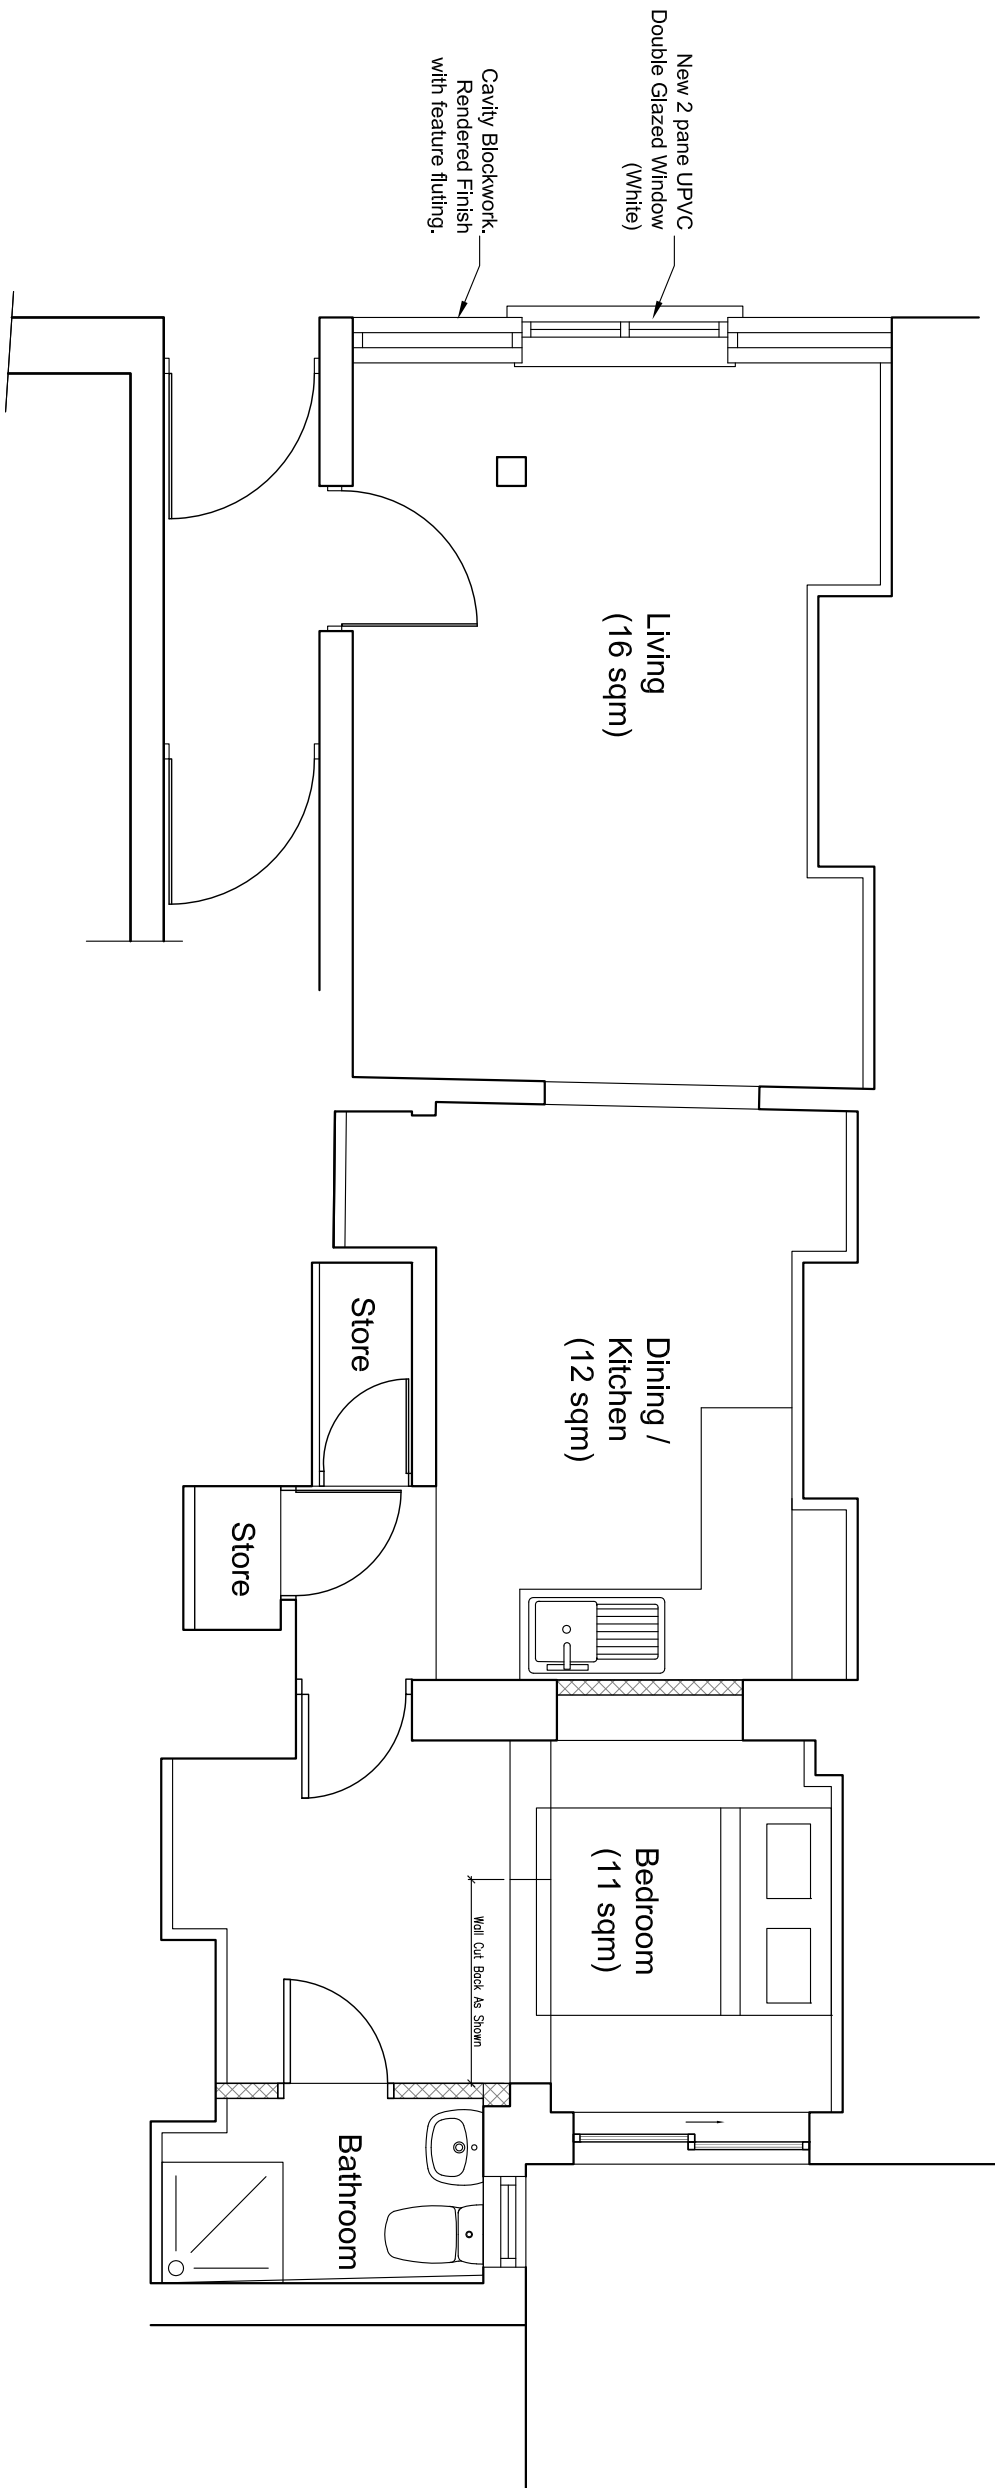 New 2 pane UPVC
Double Glazed Window
(White)
Cavity Blockwork.
Rendered Finish
with feature fluting.
Living
(16 sqm)
Dining /
Kitchen
(12 sqm)
Store
Store
Bedroom
(11 sqm)
Wall Cut Back As Shown
Bathroom